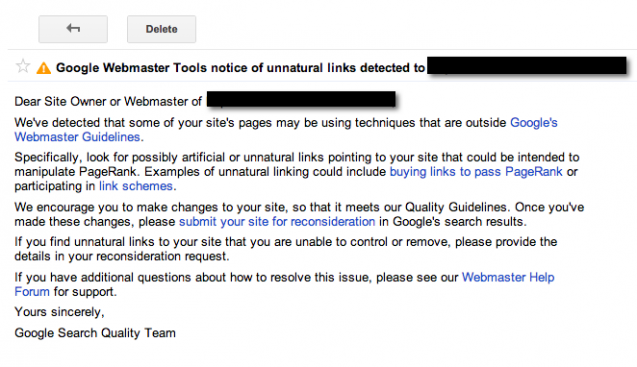 Delete
Google Webmaster Tools notice of unnatural links detected to
Dear Site Owner or Webmaster of
We've detected that some of your site's pages may be using techniques that are outside Google's
Webmaster Guidelines.
Specifically, look for possibly artificial or unnatural links pointing to your site that could be intended to
manipulate PageRank. Examples of unnatural linking could include buying links to pass PageRank or
participating in link schemes.
We encourage you to make changes to your site, so that it meets our Quality Guidelines. Once you've
made these changes, please submit your site for reconsideration in Google's search results.
If you find unnatural links to your site that you are unable to control or remove, please provide the
details in your reconsideration request.
If you have additional questions about how to resolve this issue, please see our Webmaster Help
Forum for support.
Yours sincerely,
Google Search Quality Team